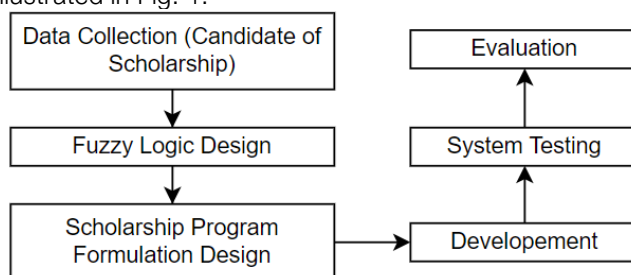 illustrated in Fig. 1.
Data Collection (Candidate of
Scholarship)
Fuzzy Logic Design
Scholarship Program
Formulation Design
Evaluation
System Testing
Developement